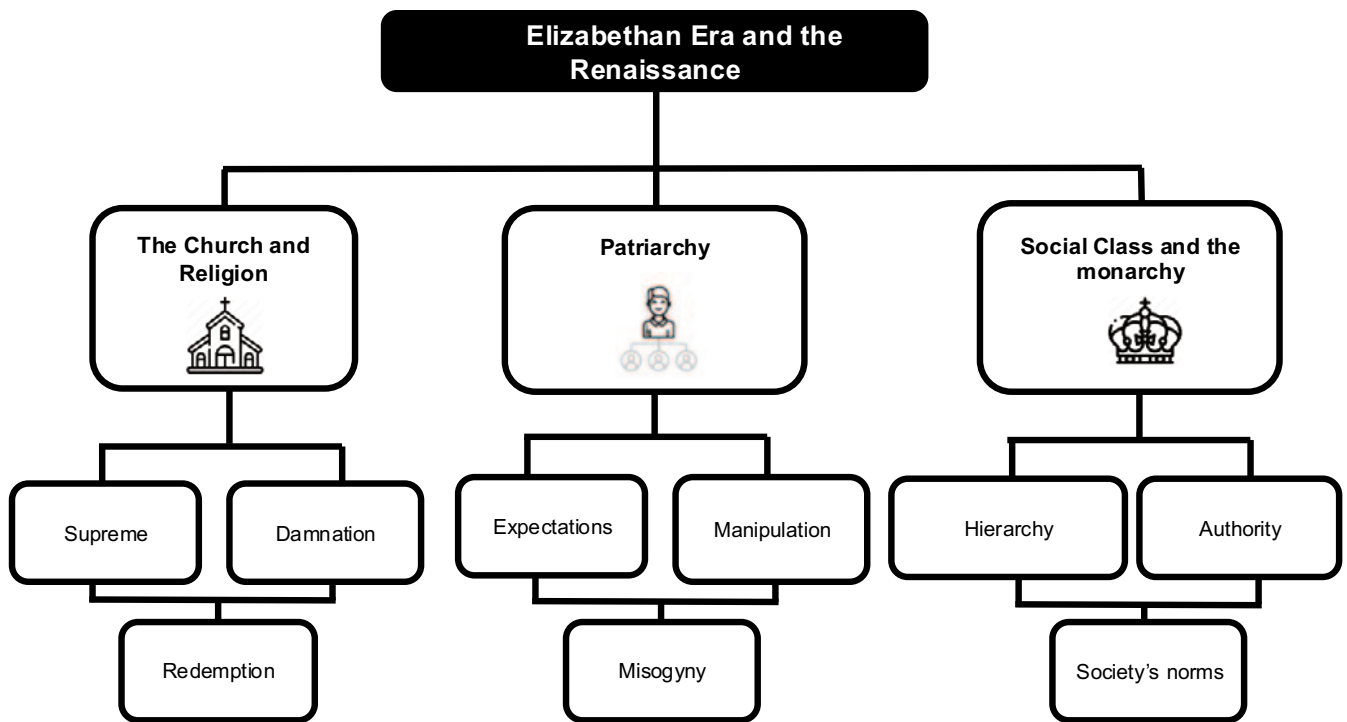 Elizabethan Era and the
Renaissance
The Church and
Religion
Patriarchy
Social Class and the
monarchy
Supreme
Damnation
Expectations
Manipulation
Hierarchy
Authority
Redemption
Misogyny
Society’s norms